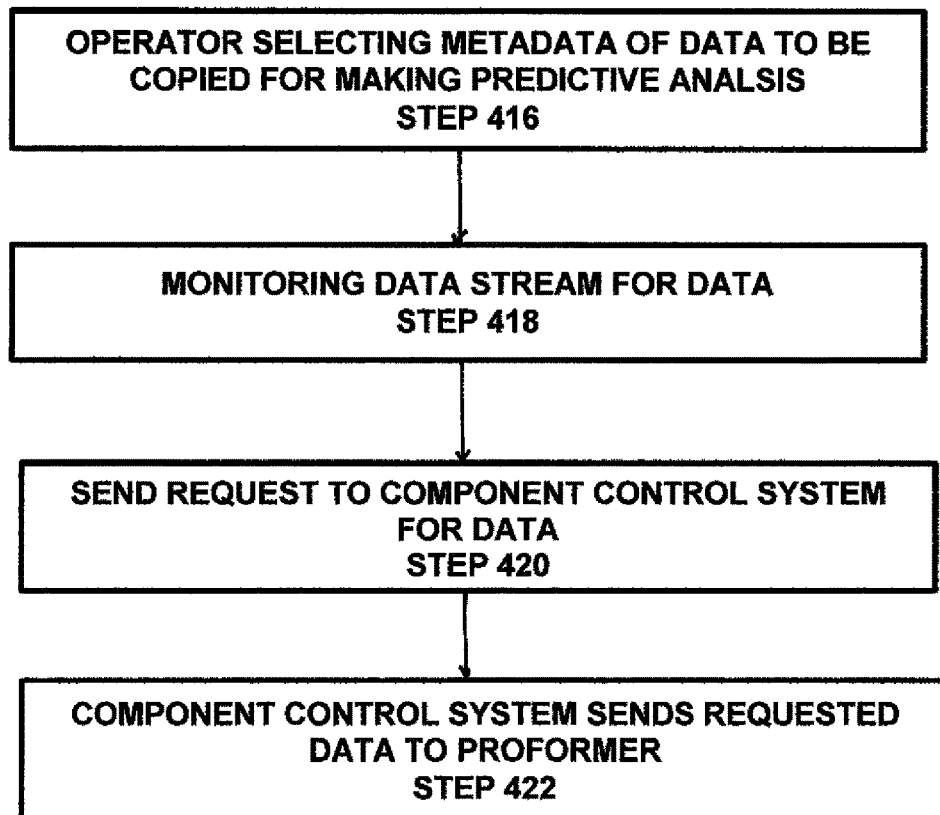 OPERATOR SELECTING METADATA OF DATA TO BE
COPIED FOR MAKING PREDICTIVE ANALSIS
STEP 416
MONITORING DATA STREAM FOR DATA
STEP 418
SEND REQUEST TO COMPONENT CONTROL SYSTEM
FOR DATA
STEP 420
COMPONENT CONTROL SYSTEM SENDS REQUESTED
DATA TO PROFORMER
STEP 422